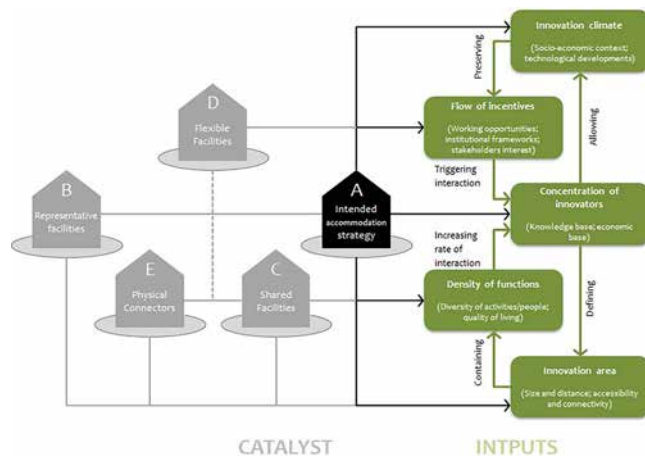 Innovation climate
(Socio-economic context;
technological developments)
Preserving
D
Flexible
Facilities
Flow of incentives
(Working opportunities;
institutional frameworks;
stakeholders interest)
Allowing
Triggering
interaction
B
Representative
facilities
A
Intended
accommodation
strategy
Concentration of
innovators
(Knowledge base; economic
base)
Increasing
rate of
interaction
E
Physical
Connectors
C
Shared
Facilities
Density of functions
(Diversity of activities/people;
quality of living)
Defining
Containing
Innovation area
(Size and distance; accessibility
and connectivity)
CATALYST
INTPUTS